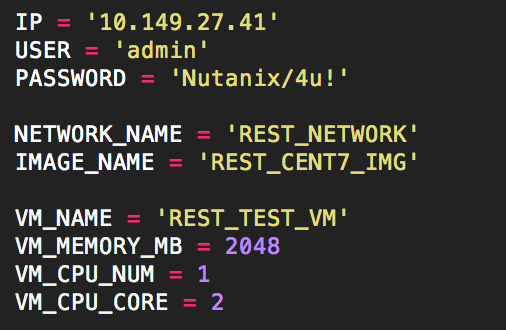 IP = '10.149.27.41'
USER = 'admin'
PASSWORD = 'Nutanix/4u!'
NETWORK_NAME = 'REST_NETWORK'
IMAGE_NAME = 'REST_CENT7_IMG'
VM_NAME = 'REST_TEST_VM'
VM_MEMORY_MB = 2048
VM_CPU_NUM = 1
VM_CPU_CORE = 2